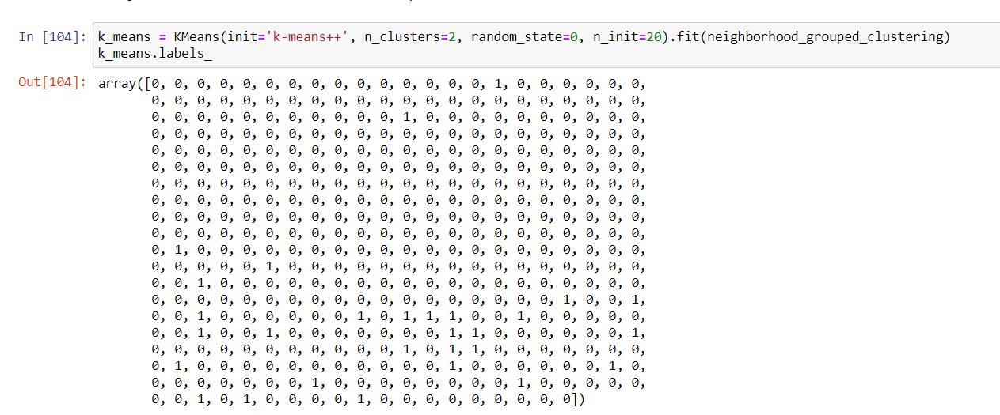 In [104]: k_means = KMeans(init='k-means++', n_clusters=2, random_state=0, n_init=20).fit(neighborhood_grouped_clustering)
k_means.labels_
Out[104]: array([0, 0, 0, 0, 0, 0, 0, 0, 0, 0, 0, 0, 0, 0, 0, 1, 0, 0, 0, 0, 0, 0,
0, 0, 0, 0, 0, 0, 0, 0, 0, 0, 0, 0, 0, 0, 0, 0, 0, 0, 0, 0, 0, 0,
0, 0, 0, 0, 0, 0, 0, 0, 0, 0, 0, 1, 0, 0, 0, 0, 0, 0, 0, 0, 0, 0,
0, 0, 0, 0, 0, 0, 0, 0, 0, 0, 0, 0, 0, 0, 0, 0, 0, 0, 0, 0, 0, 0,
0, 0, 0, 0, 0, 0, 0, 0, 0, 0, 0, 0, 0, 0, 0, 0, 0, 0, 0, 0, 0, 0,
0, 0, 0, 0, 0, 0, 0, 0, 0, 0, 0, 0, 0, 0, 0, 0, 0, 0, 0, 0, 0, 0,
0, 0, 0, 0, 0, 0, 0, 0, 0, 0, 0, 0, 0, 0, 0, 0, 0, 0, 0, 0, 0, 0,
0, 0, 0, 0, 0, 0, 0, 0, 0, 0, 0, 0, 0, 0, 0, 0, 0, 0, 0, 0, 0, 0,
0, 0, 0, 0, 0, 0, 0, 0, 0, 0, 0, 0, 0, 0, 0, 0, 0, 0, 0, 0, 0, 0,
0, 0, 0, 0, 0, 0, 0, 0, 0, 0, 0, 0, 0, 0, 0, 0, 0, 0, 0, 0, 0, 0,
0, 1, 0, 0, 0, 0, 0, 0, 0, 0, 0, 0, 0, 0, 0, 0, 0, 0, 0, 0, 0, 0,
0, 0, 0, 0, 0, 1, 0, 0, 0, 0, 0, 0, 0, 0, 0, 0, 0, 0, 0, 0, 0, 0,
0, 0, 1, 0, 0, 0, 0, 0, 0, 0, 0, 0, 0, 0, 0, 0, 0, 0, 0, 0, 0, 0,
0, 0, 0, 0, 0, 0, 0, 0, 0, 0, 0, 0, 0, 0, 0, 0, 0, 0, 1, 0, 0, 1,
0, 0, 1, 0, 0, 0, 0, 0, 0, 1, 0, 1, 1, 1, 0, 0, 1, 0, 0, 0, 0, 0,
0, 0, 1, 0, 0, 1, 0, 0, 0, 0, 0, 0, 0, 1, 1, 0, 0, 0, 0, 0, 0, 1,
0, 0, 0, 0, 0, 0, 0, 0, 0, 0, 0, 1, 0, 1, 1, 0, 0, 0, 0, 0, 0, 0,
0, 1, 0, 0, 0, 0, 0, 0, 0, 0, 0, 0, 0, 1, 0, 0, 0, 0, 0, 0, 1, 0,
0, 0, 0, 0, 0, 0, 0, 1, 0, 0, 0, 0, 0, 0, 0, 0, 1, 0, 0, 0, 0, 0,
0, 0, 1, 0, 1, 0, 0, 0, 0, 1, 0, 0, 0, 0, 0, 0, 0, 0, 0])